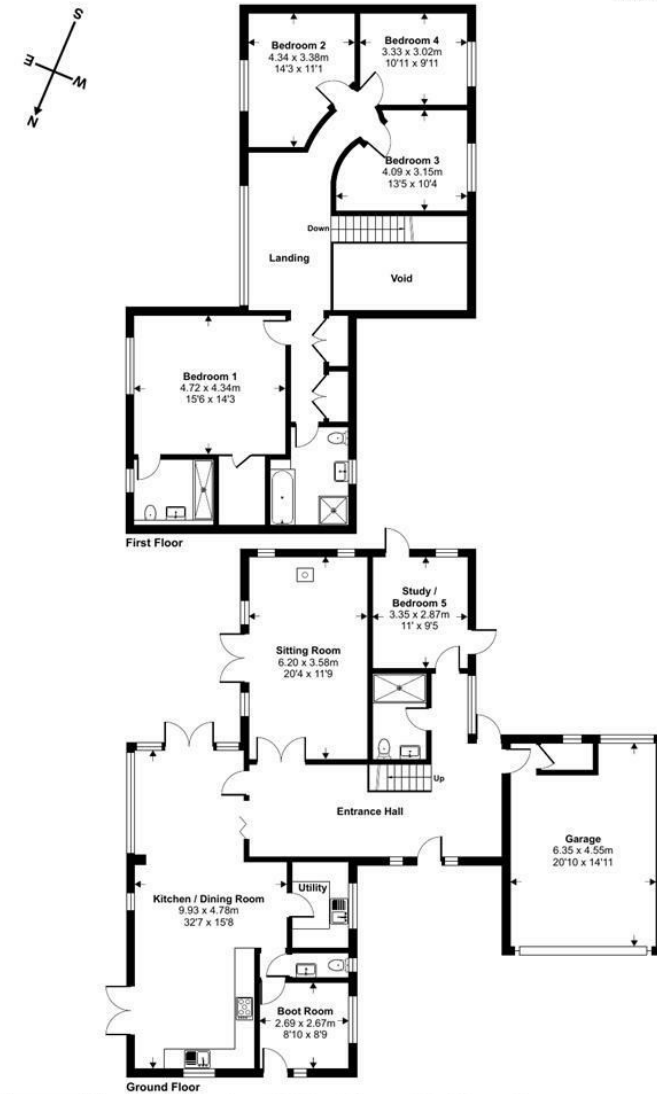 S
E
W
N
Bedroom 2
4.34 x 3.38m
14'3 x 11'1
Bedroom 4
3.33 x 3.02m
10'11 x 9'11
Bedroom 3
4.09 x 3.15m
13'5 x 10'4
Down
Landing
Void
Bedroom 1
4.72 x 4.34m
15'6 x 14'3
First Floor
Study /
Bedroom 5
3.35 x 2.87m
11' x 9'5
Sitting Room
6.20 x 3.58m
20'4 x 11'9
Up
Entrance Hall
Garage
6.35 x 4.55m
20'10 x 14'11
Utility
Kitchen / Dining Room
9.93 x 4.78m
32'7 x 15'8
Boot Room
2.69 x 2.67m
8'10 x 8'9
Ground Floor